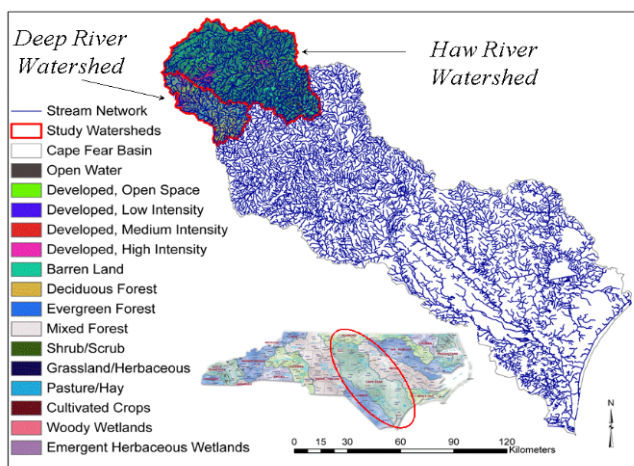 Deep River
Watershed
Haw River
Watershed
Stream Network
Study Watersheds
Cape Fear Basin
Open Water
Developed, Open Space
Developed, Low Intensity
Developed, Medium Intensity
Developed, High Intensity
Barren Land
Deciduous Forest
Evergreen Forest
Mixed Forest
Shrub/Scrub
Grassland/Herbaceous
Pasture/Hay
Cultivated Crops
Woody Wetlands
Emergent Herbaceous Wetlands
N
0 15 30 60 90 120
Kilometers